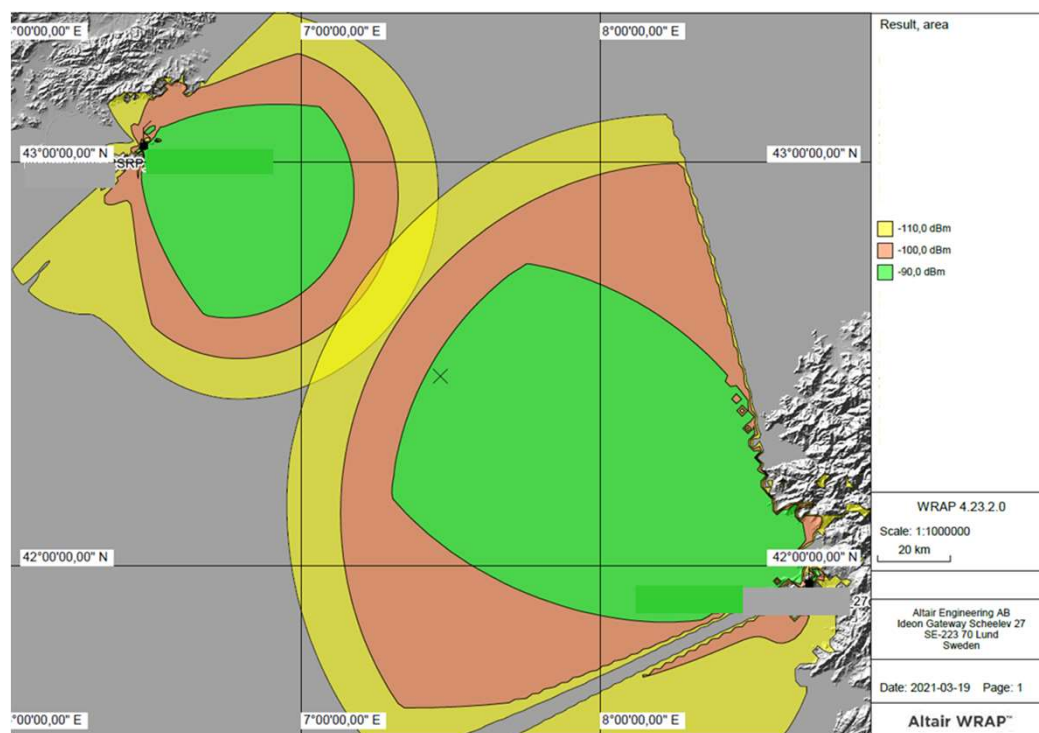 6°00'00,00" E
7°00'00,00" E
8°00'00,00" E
Result, area
43°00'00,00" N
43°00'00,00" N
SRP
-110,0 dBm
-100,0 dBm
-90,0 dBm
WRAP 4.23.2.0
Scale: 1:1000000
20 km
42°00'00,00" N
42°00'00,00" N
27
Altair Engineering AB
Ideon Gateway Scheelev 27
SE-223 70 Lund
Sweden
Date: 2021-03-19 Page: 1
°00'00,00" E
7°00'00,00" E
8°00'00,00" E
Altair WRAP™